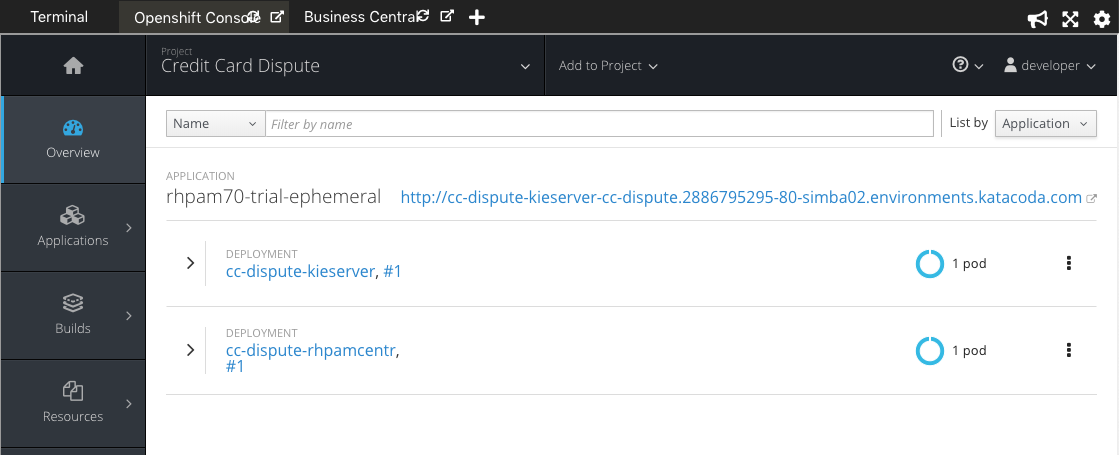 Terminal
Openshift Console
Business Central
Project
Credit Card Dispute
Add to Project
developer
Name
Filter by name
List by
Application
Overview
Applications
Builds
Resources
APPLICATION
rhpam70-trial-ephemeral
http://cc-dispute-kieserver-cc-dispute.2886795295-80-simba02.environments.katacoda.com
DEPLOYMENT
cc-dispute-kieserver, #1
1 pod
DEPLOYMENT
cc-dispute-rhpamcentr,
#1
1 pod